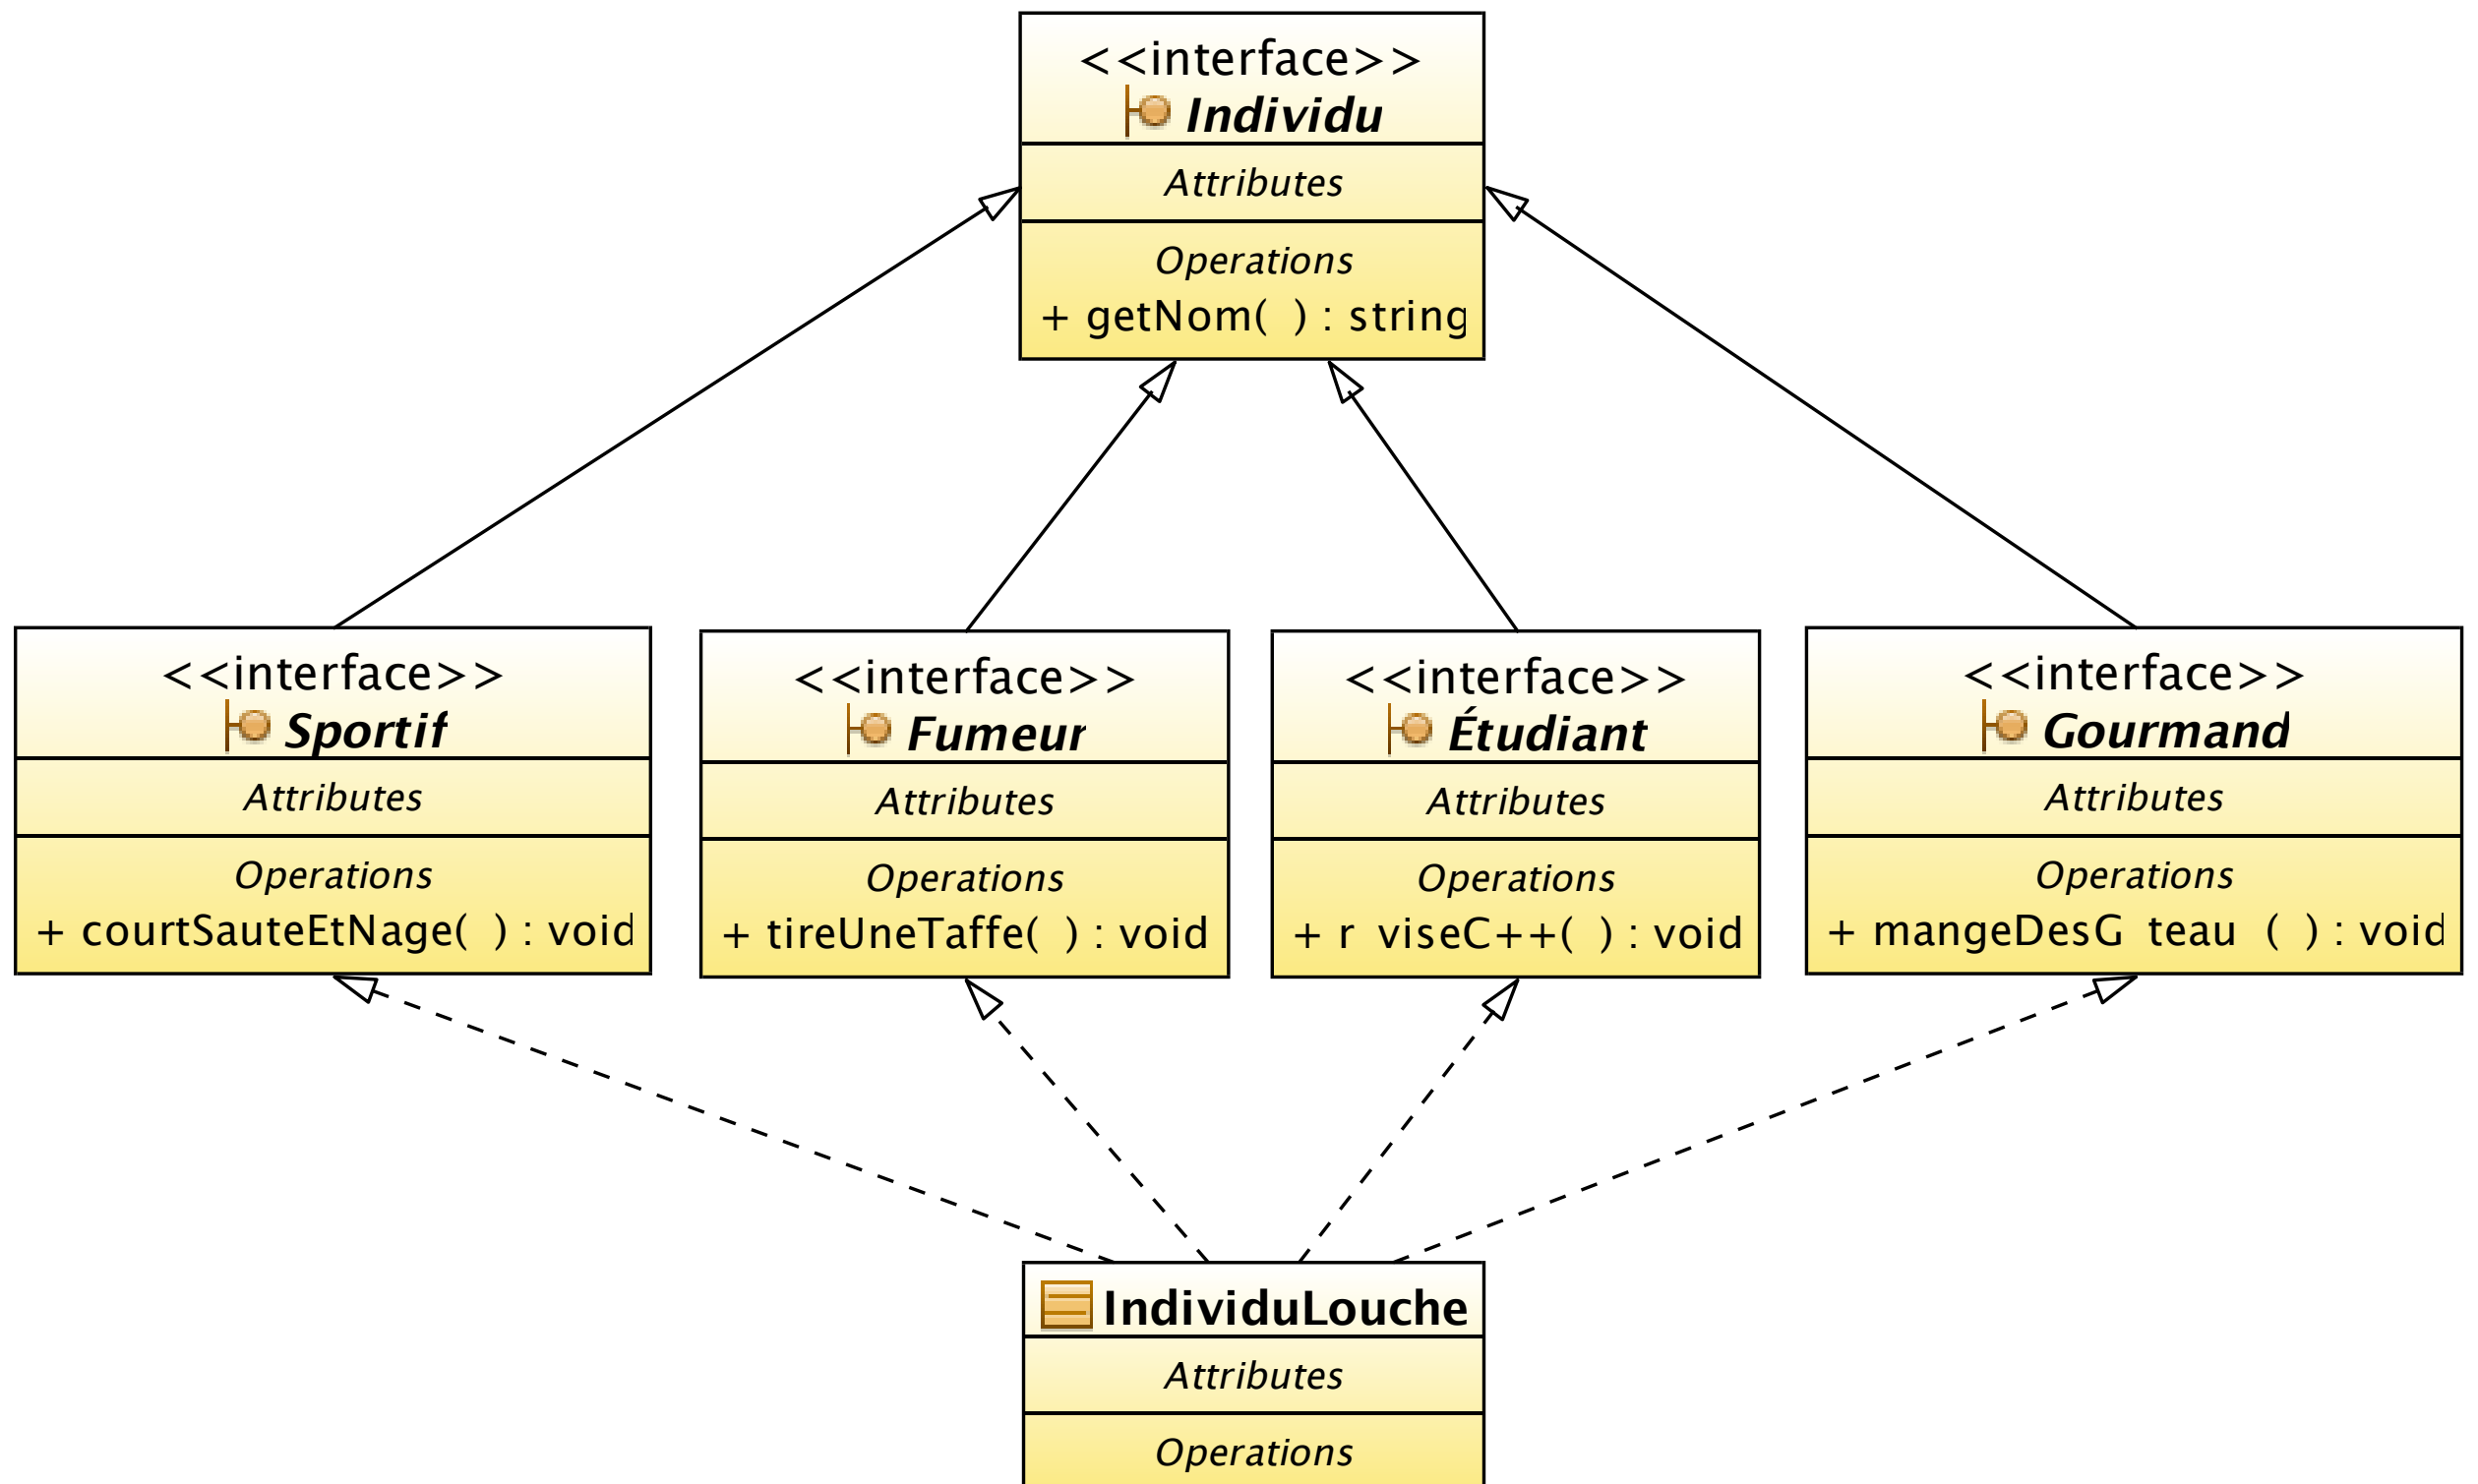 <<interface>>
Individu
Attributes
Operations
+ getNom( ) : string
<<interface>>
Sportif
Attributes
Operations
+ courtSauteEtNage( ) : void
<<interface>>
Fumeur
Attributes
Operations
+ tireUneTaffe( ) : void
<<interface>>
Étudiant
Attributes
Operations
+ r viseC++( ) : void
<<interface>>
Gourmand
Attributes
Operations
+ mangeDesG teau ( ) : void
IndividuLouche
Attributes
Operations